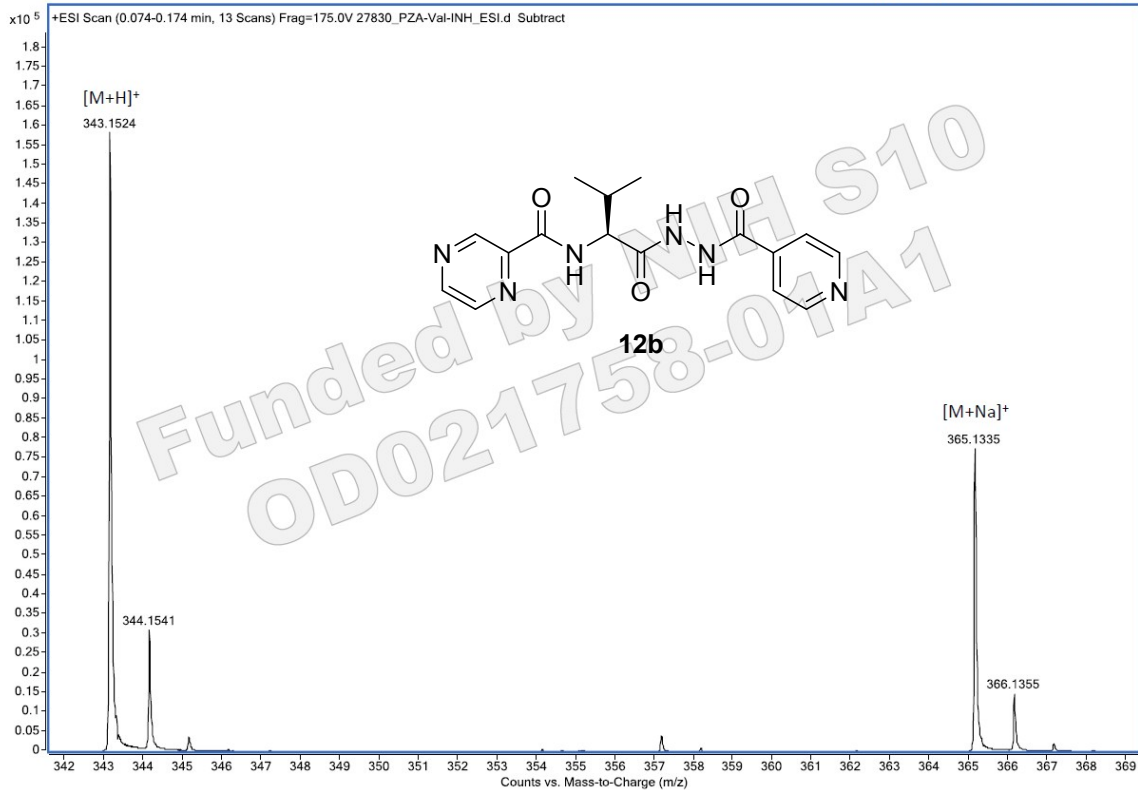 x10 5
+ESI Scan (0.074-0.174 min, 13 Scans) Frag=175.0V 27830_PZA-Val-INH_ESI.d Subtract
1.8
1.75
1.7
1.65
1.6
1.55
1.5
1.45
1.4
1.35
1.3
1.25
1.2
1.15
1.1
1.05
1
0.95
0.9
0.85
0.8
0.75
0.7
0.65
0.6
0.55
0.5
0.45
0.4
0.35
0.3
0.25
0.2
0.15
0.1
0.05
0
[M+H]+
343.1524
344.1541
O
H
N
O
N
N
N
H
O
N
H
N
12b
[M+Na]+
365.1335
366.1355
Funded by NIH S10
OD021758-01A1
342 343 344 345 346 347 348 349 350 351 352 353 354 355 356 357 358 359 360 361 362 363 364 365 366 367 368 369
Counts vs. Mass-to-Charge (m/z)